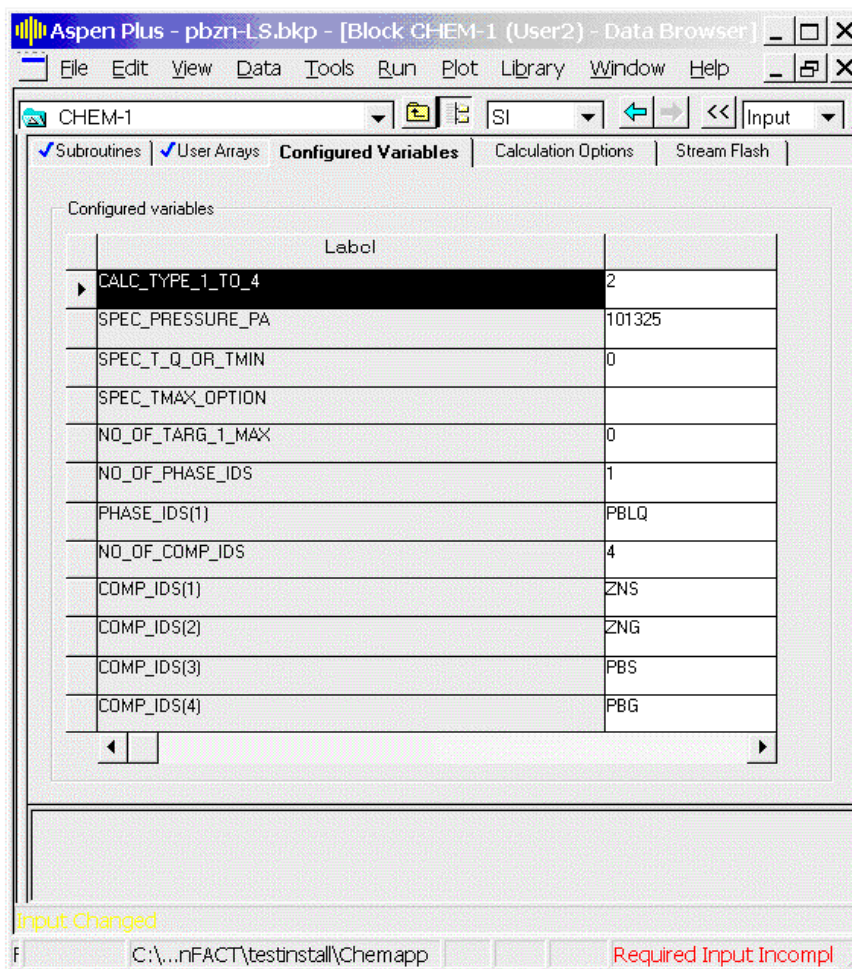 Aspen Plus - pbzn-LS.bkp - [Block CHEM-1 (User2) - Data Browser]
File Edit View Data Tools Run Plot Library Window Help
CHEM-1 SI << Input
Subroutines User Arrays Configured Variables Calculation Options Stream Flash
Configured variables
Label
CALC_TYPE_1_TO_4 2
SPEC_PRESSURE_PA 101325
SPEC_T_Q_OR_TMIN 0
SPEC_TMAX_OPTION
NO_OF_TARG_1_MAX 0
NO_OF_PHASE_IDS 1
PHASE_IDS(1) PBLQ
NO_OF_COMP_IDS 4
COMP_IDS(1) ZNS
COMP_IDS(2) ZNG
COMP_IDS(3) PBS
COMP_IDS(4) PBG
Input Changed
F C:\...nFACT\testinstall\Chemapp Required Input Incompl